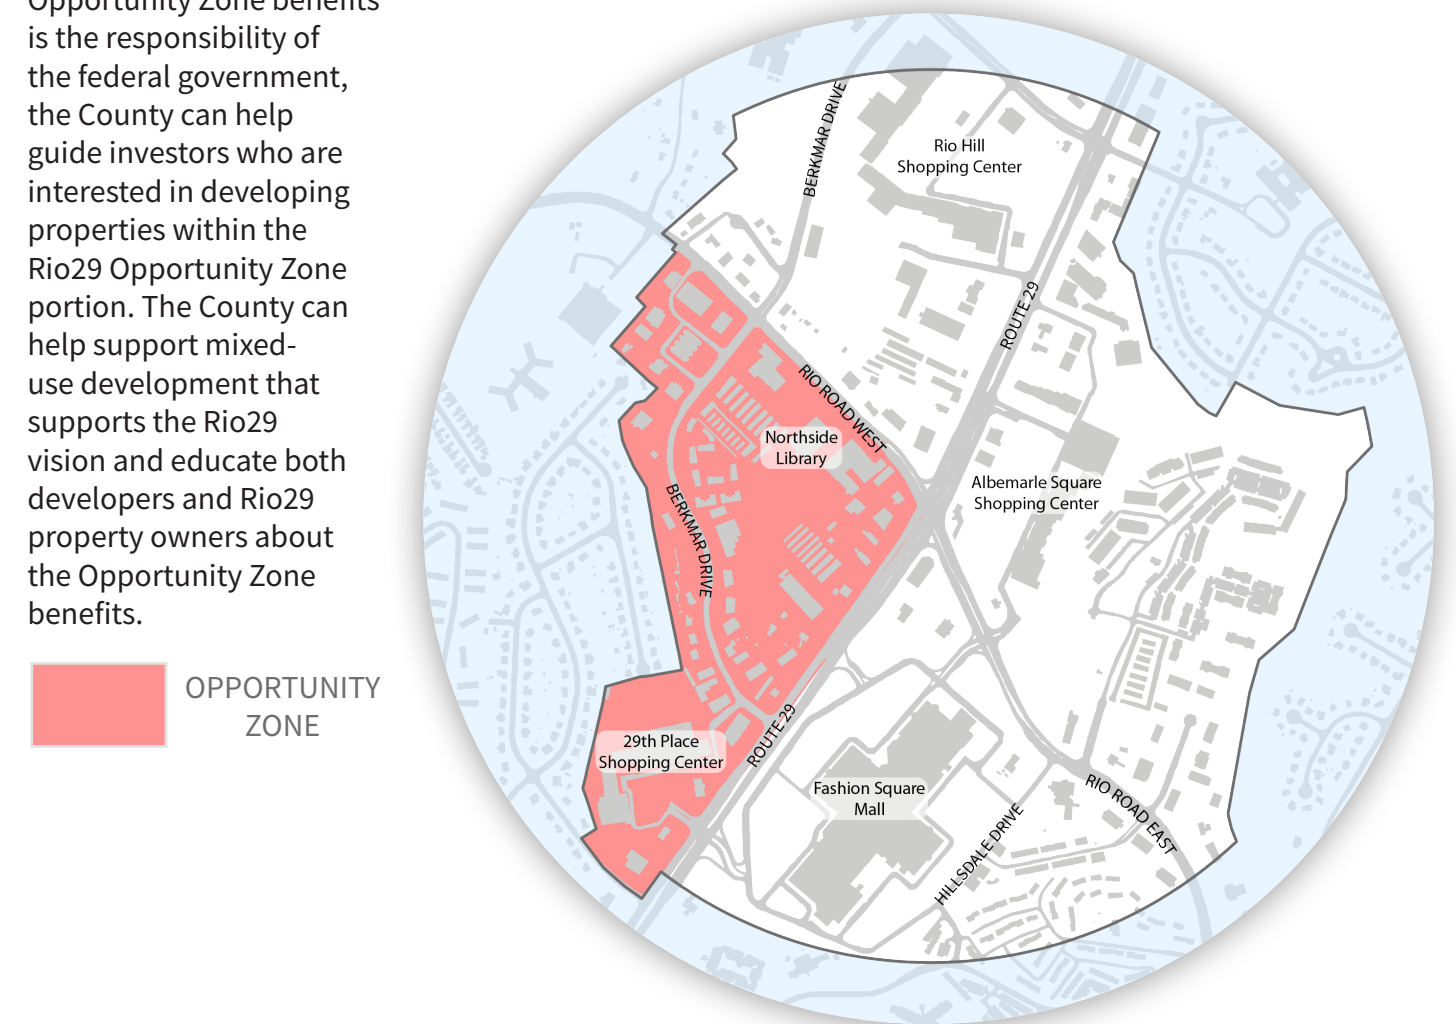 Opportunity Zone benefits
is the responsibility of
the federal government,
the County can help
guide investors who are
interested in developing
properties within the
Rio29 Opportunity Zone
portion. The County can
help support mixed-
use development that
supports the Rio29
vision and educate both
developers and Rio29
property owners about
the Opportunity Zone
benefits.
OPPORTUNITY
ZONE
BERKMAR DRIVE
Rio Hill
Shopping Center
ROUTE 29
RIO ROAD WEST
Northside
Library
Albemarle Square
Shopping Center
BERKMAR DRIVE
29th Place
Shopping Center
ROUTE 29
Fashion Square
Mall
HILLSDALE DRIVE
RIO ROAD EAST